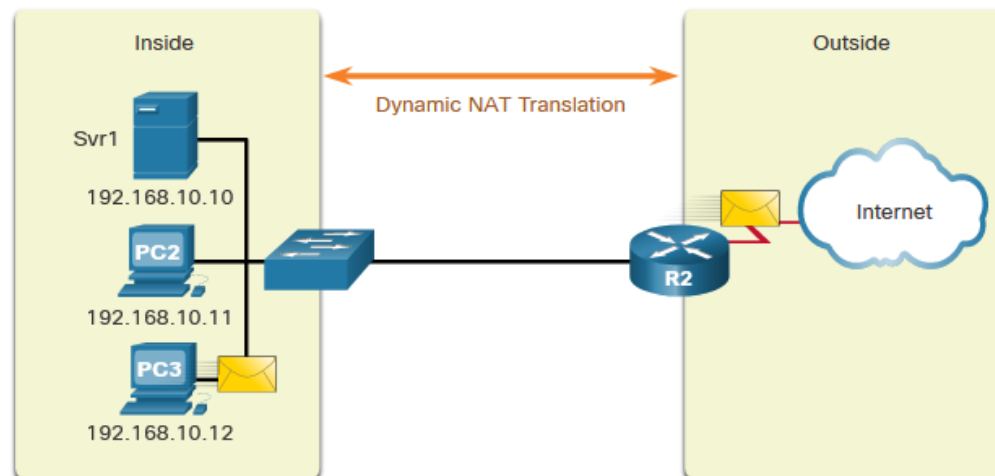 Inside
Outside
Dynamic NAT Translation
Svr1
192.168.10.10
PC2
192.168.10.11
PC3
192.168.10.12
R2
Internet